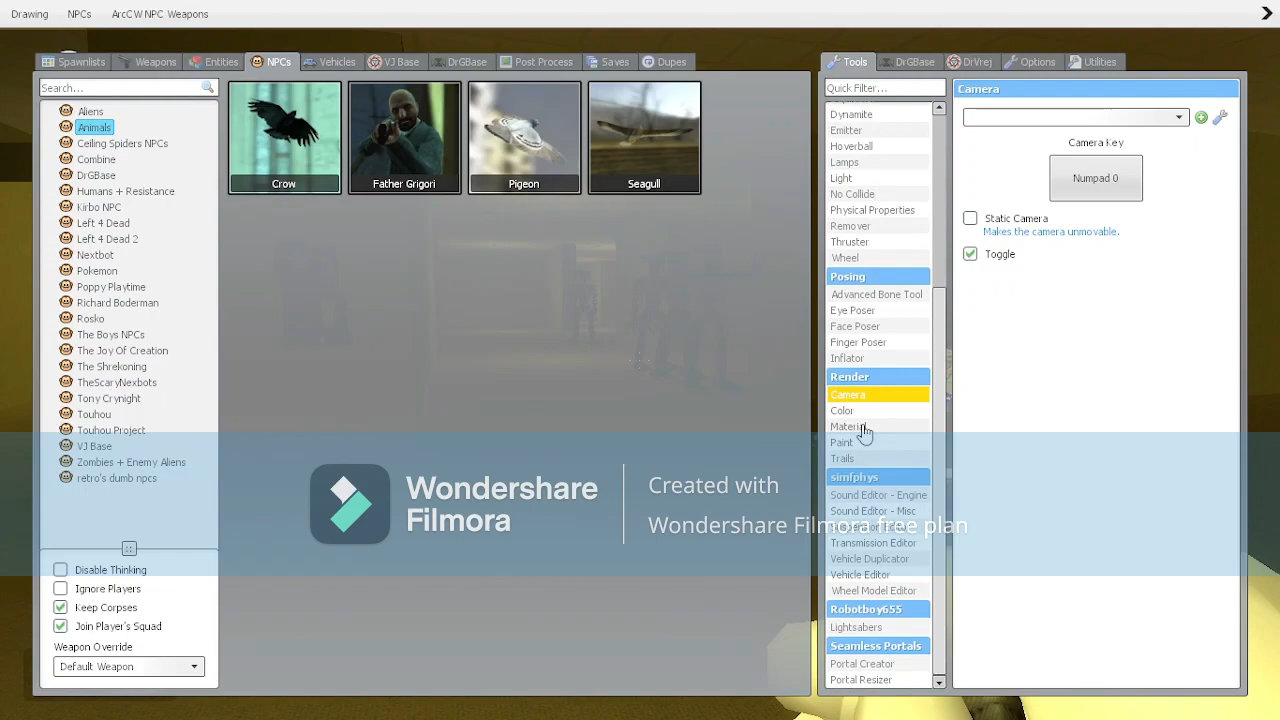 Drawing NPCs ArcCW NPC Weapons
Spawnlists Weapons Entities NPCs Vehicles VJ Base DrGBase Post Process Saves Dupes
Search...
Aliens
Animals
Ceiling Spiders NPCs
Combine
DrGBase
Humans + Resistance
Kirbo NPC
Left 4 Dead
Left 4 Dead 2
Nextbot
Pokemon
Poppy Playtime
Richard Boderman
Rosko
The Boys NPCs
The Joy Of Creation
The Shrekoning
TheScaryNexbots
Tony Crynight
Touhou
Touhou Project
VJ Base
Zombies + Enemy Aliens
retro's dumb npcs
Disable Thinking
Ignore Players
Keep Corpses
Join Player's Squad
Weapon Override
Default Weapon
Crow Father Grigori Pigeon Seagull
Wondershare
Filmora
Created with
Wondershare Filmora free plan
Tools DrGBase DrVrej Options Utilities
Quick Filter...
Dynamite
Emitter
Hoverball
Lamps
Light
No Collide
Physical Properties
Remover
Thruster
Wheel
Posing
Advanced Bone Tool
Eye Poser
Face Poser
Finger Poser
Inflator
Render
Camera
Color
Material
Paint
Trails
simfphys
Sound Editor - Engine
Sound Editor - Misc
Transmission Editor
Vehicle Duplicator
Vehicle Editor
Wheel Model Editor
Robotboy655
Lightsabers
Seamless Portals
Portal Creator
Portal Resizer
Camera
Camera Key
Numpad 0
Static Camera
Makes the camera unmovable.
Toggle